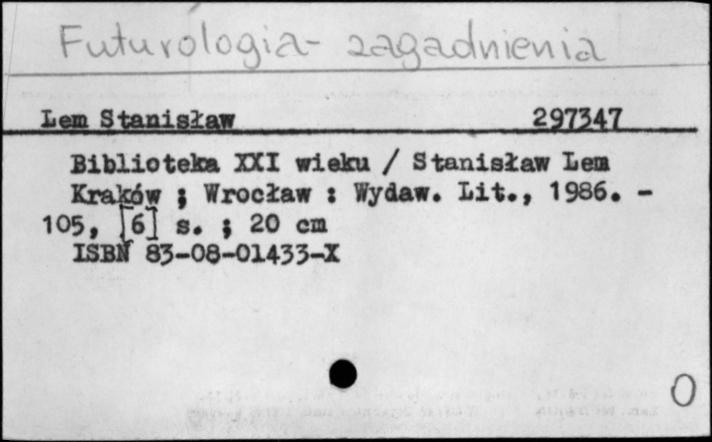 Futurologia - zagadnienia
Lem Stanisław 297347
Biblioteka XXI wieku / Stanisław Lem
Kraków ; Wrocław : Wydaw. Lit., 1986. -
105, [6] s. ; 20 cm
ISBN 83-08-01433-X
O